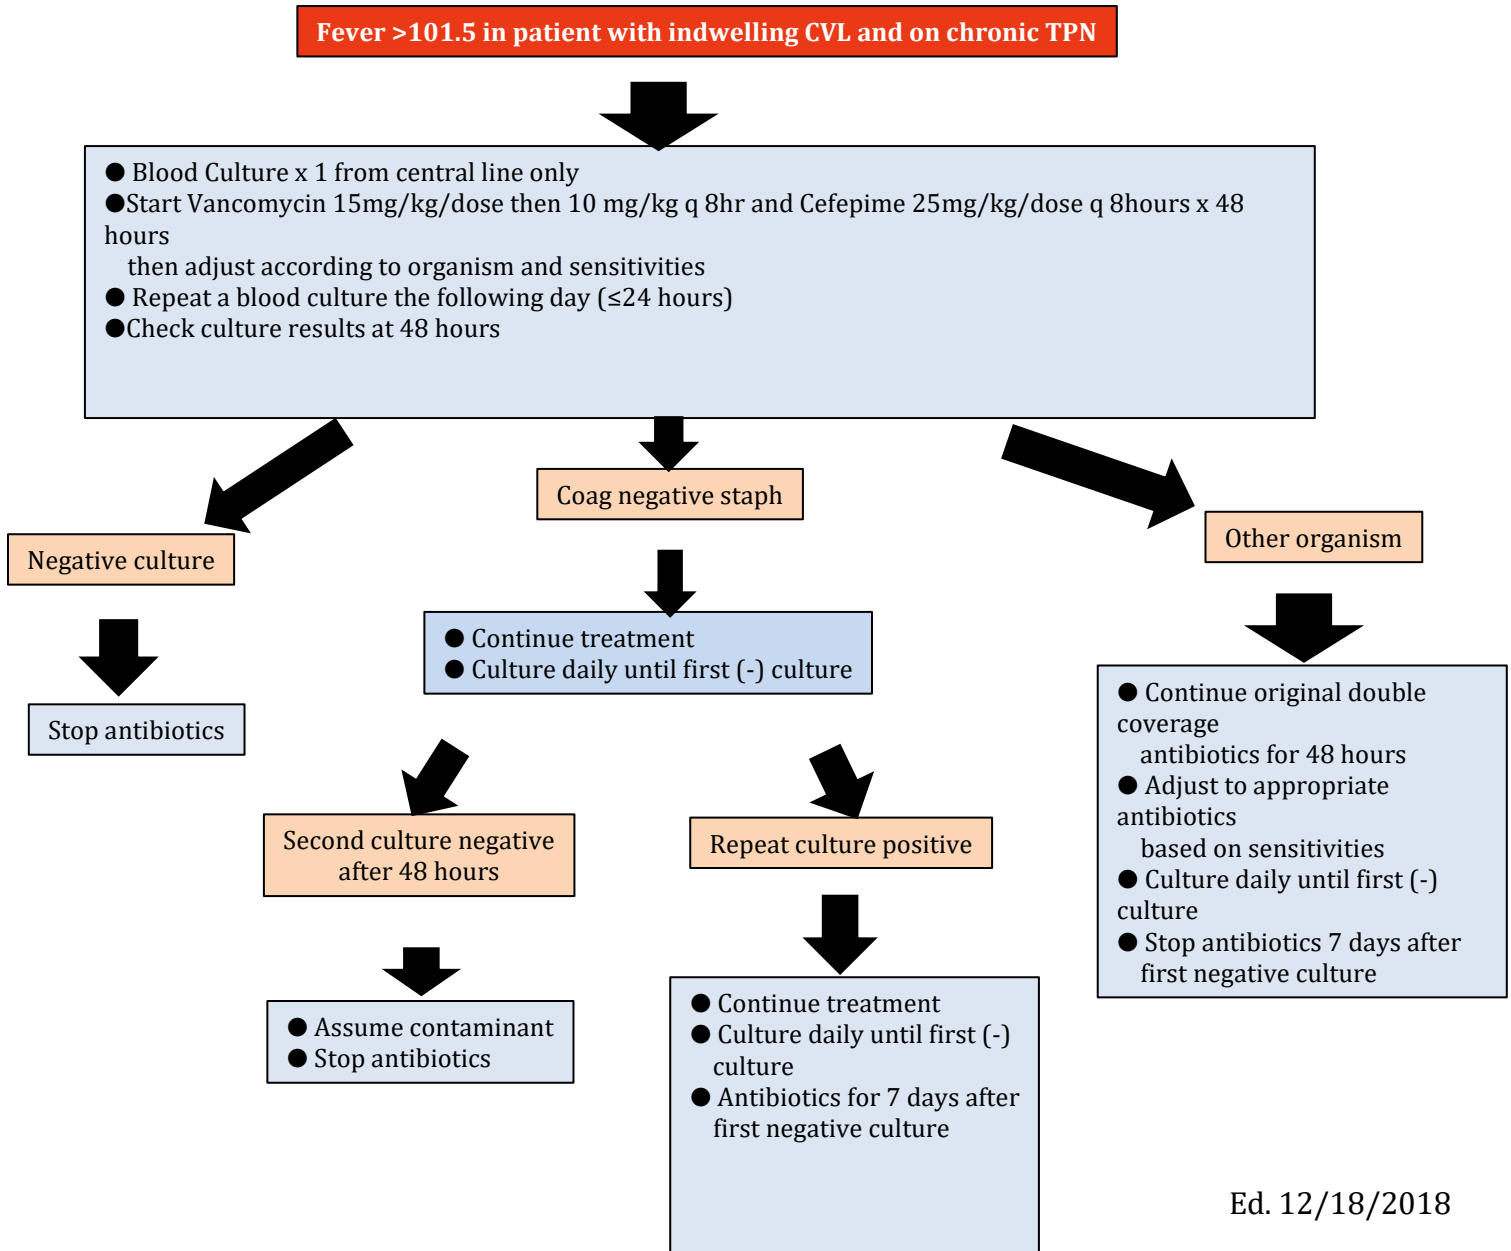 Fever >101.5 in patient with indwelling CVL and on chronic TPN
● Blood Culture x 1 from central line only
●Start Vancomycin 15mg/kg/dose then 10 mg/kg q 8hr and Cefepime 25mg/kg/dose q 8hours x 48
hours
then adjust according to organism and sensitivities
● Repeat a blood culture the following day (≤24 hours)
●Check culture results at 48 hours
Negative culture
Stop antibiotics
Coag negative staph
● Continue treatment
● Culture daily until first (-) culture
Second culture negative
after 48 hours
● Assume contaminant
● Stop antibiotics
Repeat culture positive
● Continue treatment
● Culture daily until first (-)
culture
● Antibiotics for 7 days after
first negative culture
Other organism
● Continue original double
coverage
antibiotics for 48 hours
● Adjust to appropriate
antibiotics
based on sensitivities
● Culture daily until first (-)
culture
● Stop antibiotics 7 days after
first negative culture
Ed. 12/18/2018